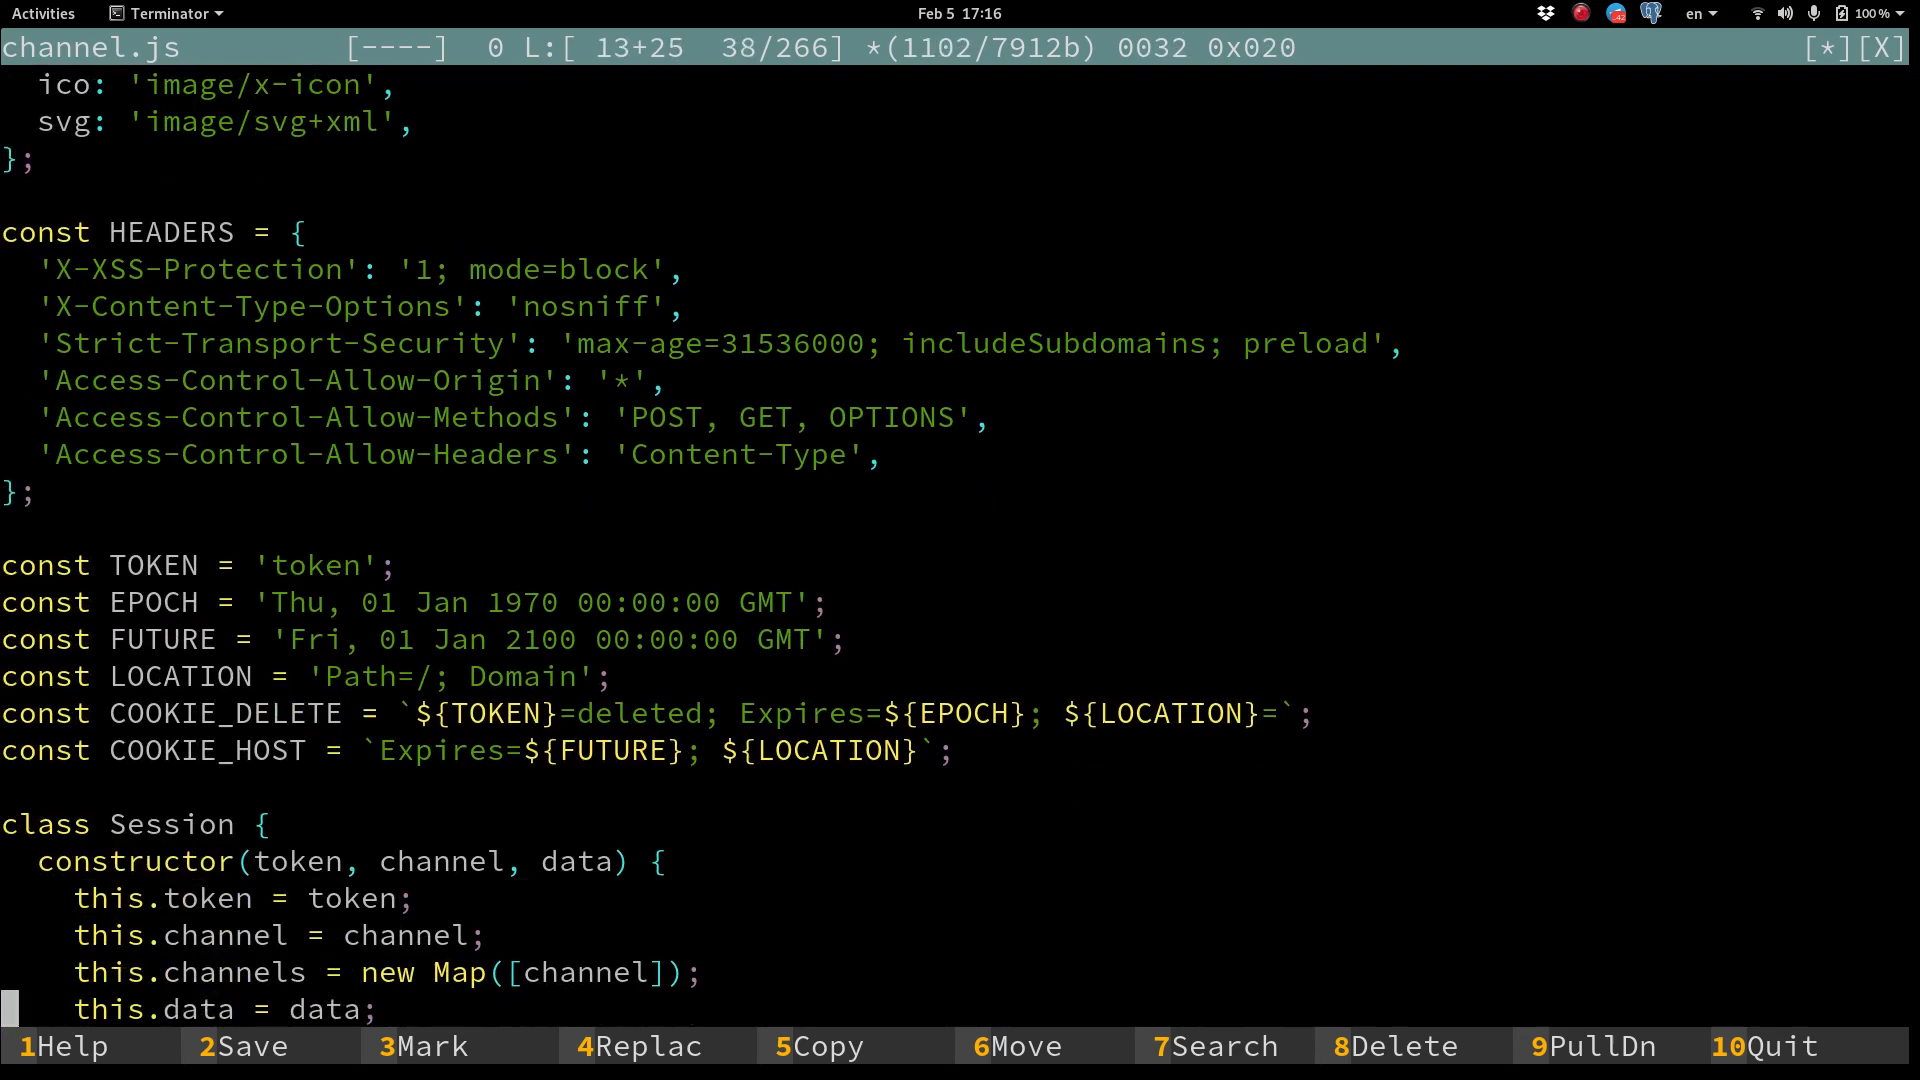 Activities Terminator Feb 5 17:16 en 100 %
channel.js [----] 0 L:[ 13+25 38/266] *(1102/7912b) 0032 0x020 [*][X]
  ico: 'image/x-icon',
  svg: 'image/svg+xml',
};

const HEADERS = {
  'X-XSS-Protection': '1; mode=block',
  'X-Content-Type-Options': 'nosniff',
  'Strict-Transport-Security': 'max-age=31536000; includeSubdomains; preload',
  'Access-Control-Allow-Origin': '*',
  'Access-Control-Allow-Methods': 'POST, GET, OPTIONS',
  'Access-Control-Allow-Headers': 'Content-Type',
};

const TOKEN = 'token';
const EPOCH = 'Thu, 01 Jan 1970 00:00:00 GMT';
const FUTURE = 'Fri, 01 Jan 2100 00:00:00 GMT';
const LOCATION = 'Path=/; Domain';
const COOKIE_DELETE = `${TOKEN}=deleted; Expires=${EPOCH}; ${LOCATION}=`;
const COOKIE_HOST = `Expires=${FUTURE}; ${LOCATION}`;

class Session {
  constructor(token, channel, data) {
    this.token = token;
    this.channel = channel;
    this.channels = new Map([channel]);
    this.data = data;
1Help 2Save 3Mark 4Replac 5Copy 6Move 7Search 8Delete 9PullDn 10Quit